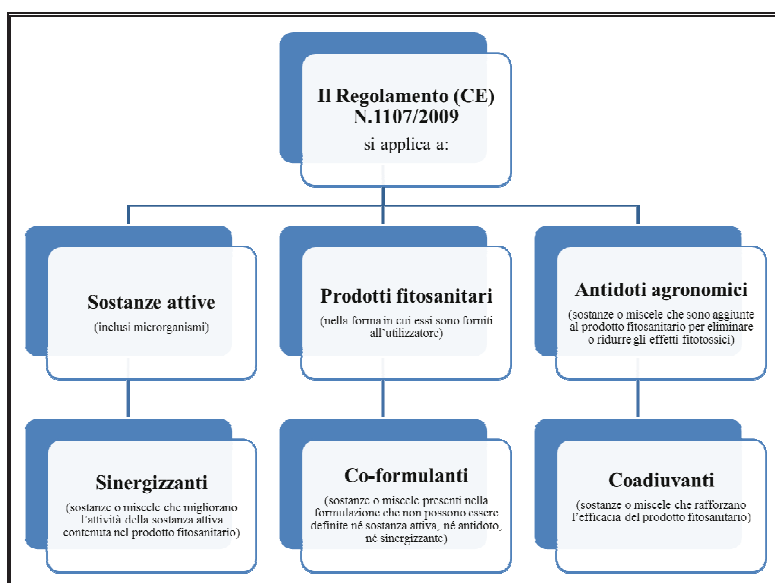 Il Regolamento (CE)
N.1107/2009
si applica a:
Sostanze attive
(inclusi microrganismi)
Prodotti fitosanitari
(nella forma in cui essi sono forniti
all'utilizzatore)
Antidoti agronomici
(sostanze o miscele che sono aggiunte
al prodotto fitosanitario per eliminare
o ridurre gli effetti fitotossici)
Sinergizzanti
(sostanze o miscele che migliorano
l'attività della sostanza attiva
contenuta nel prodotto fitosanitario)
Co-formulanti
(sostanze o miscele presenti nella
formulazione che non possono essere
definite né sostanza attiva, né antidoto,
né sinergizzante)
Coadiuvanti
(sostanze o miscele che rafforzano
l'efficacia del prodotto fitosanitario)